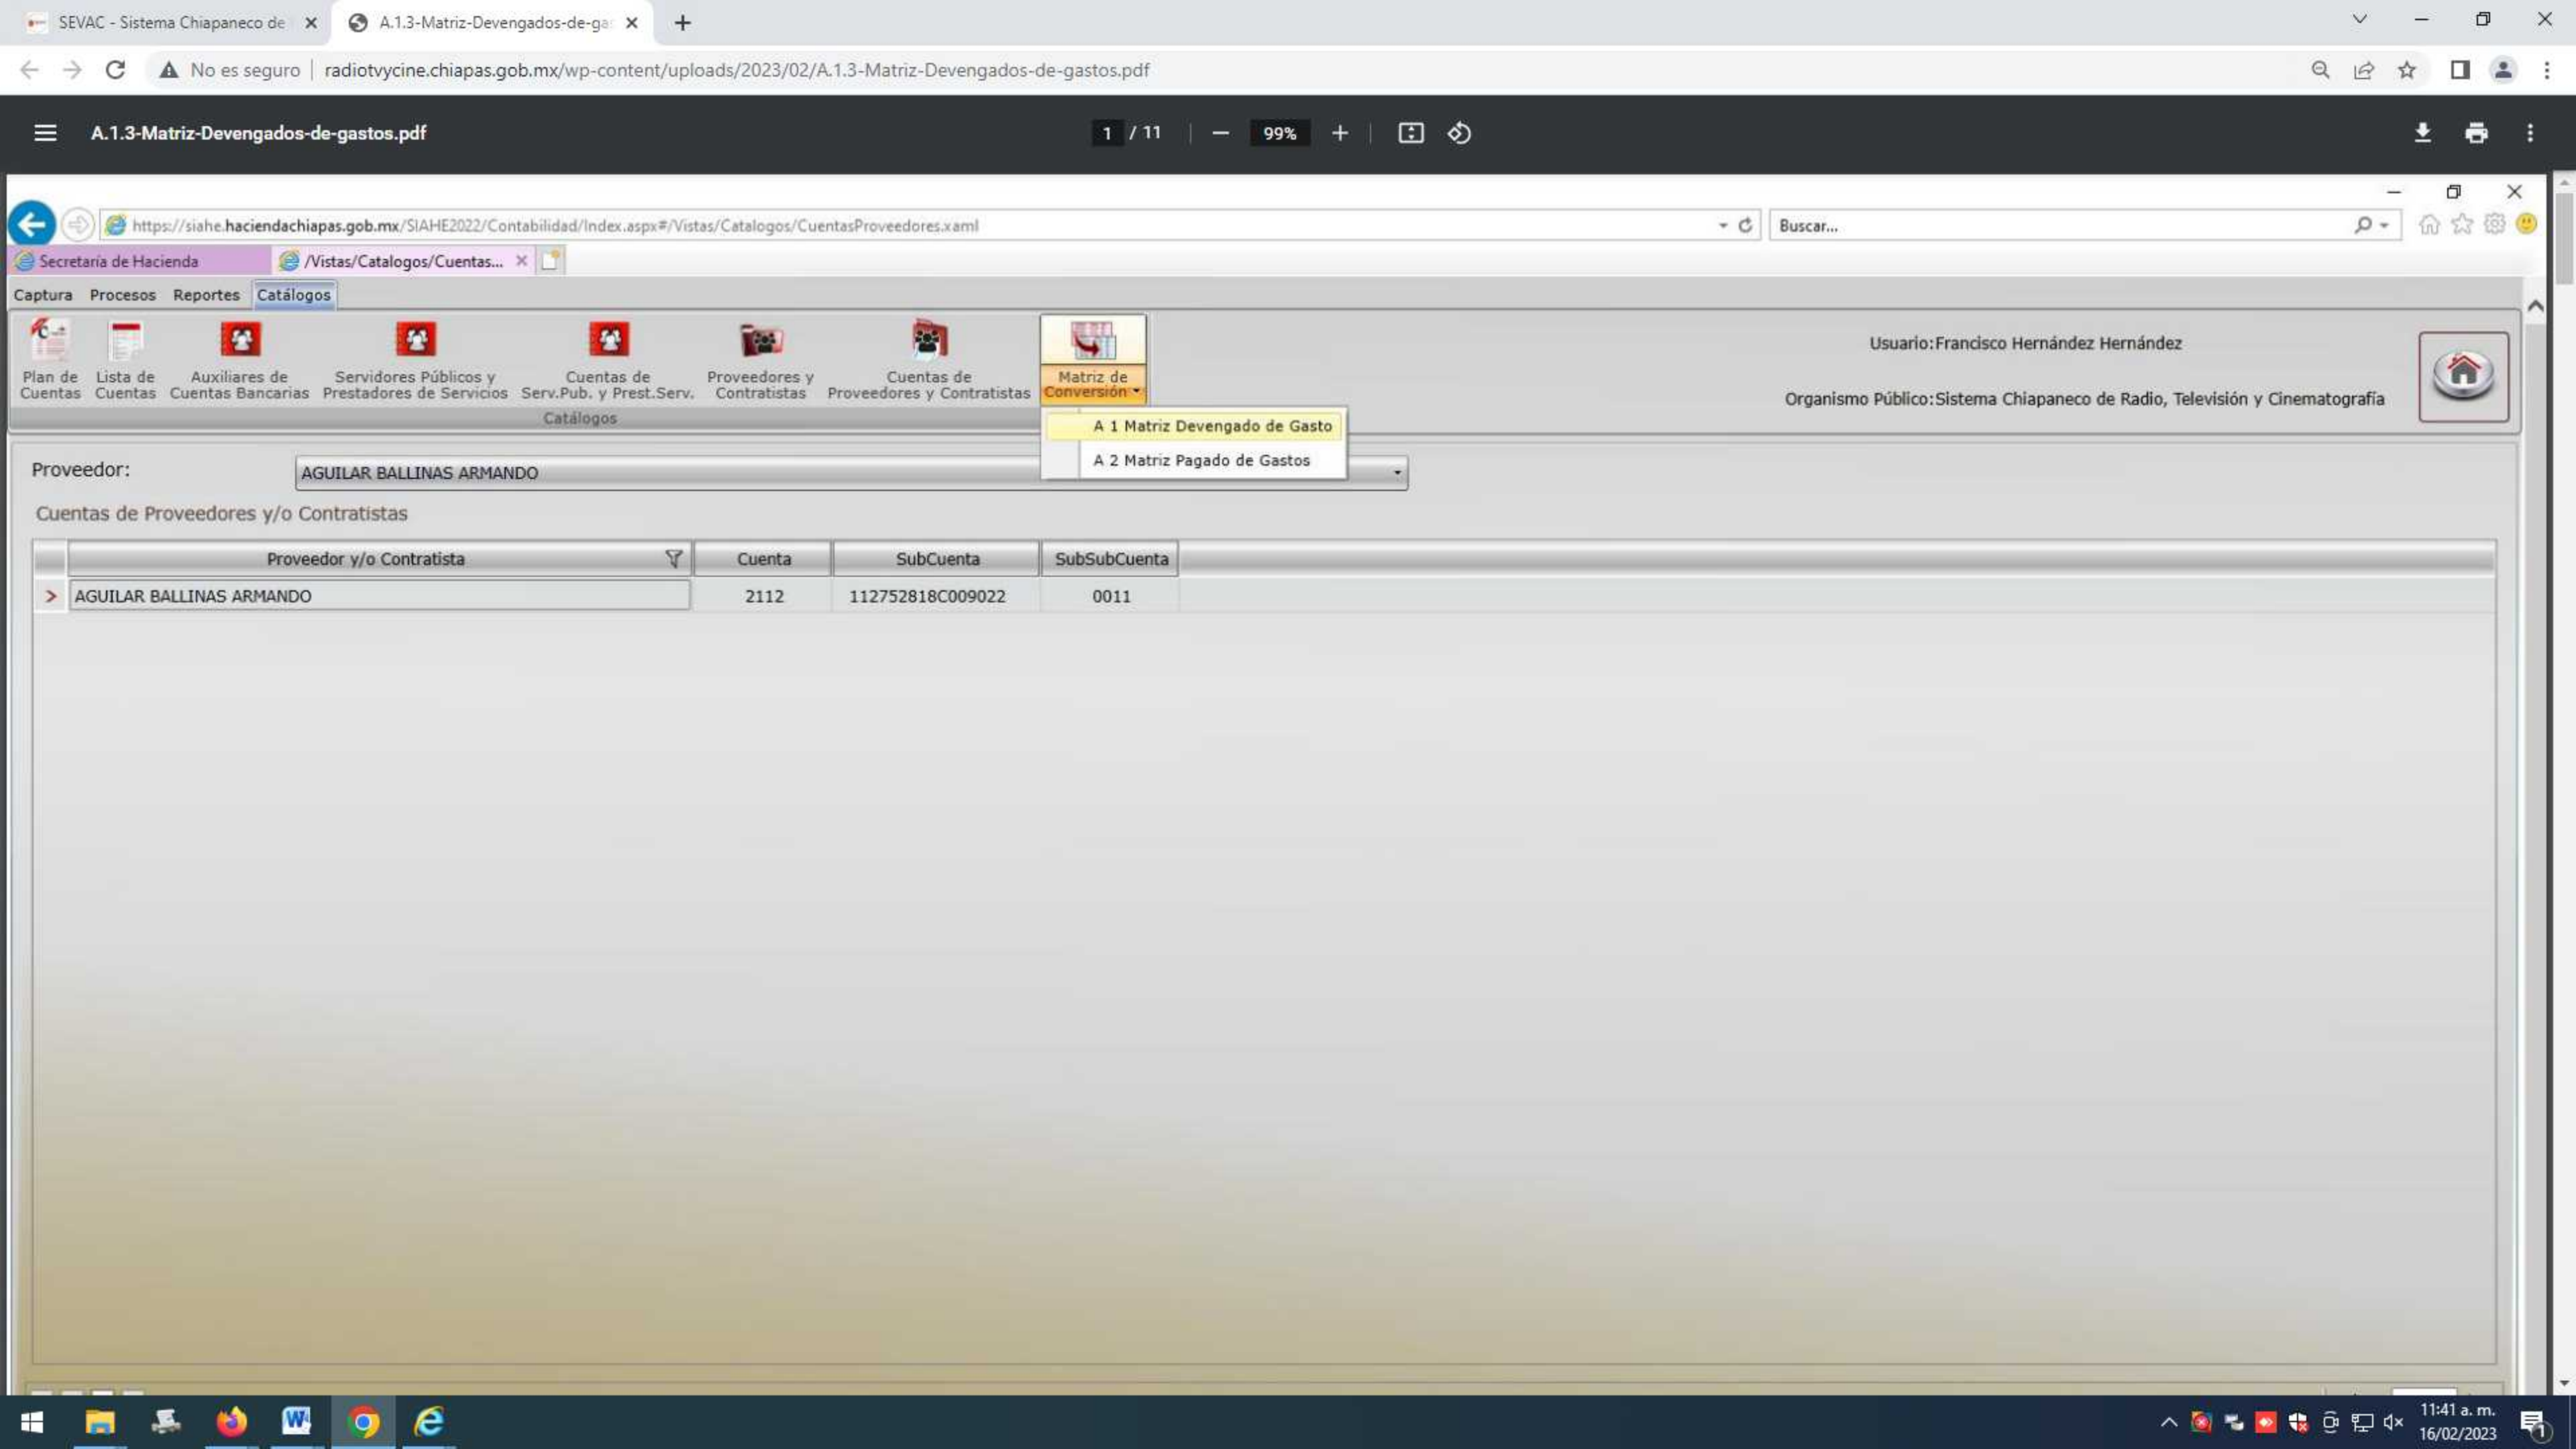 SEVAC - Sistema Chiapaneco de
A.1.3-Matriz-Devengados-de-ga
No es seguro | radiotvycine.chiapas.gob.mx/wp-content/uploads/2023/02/A.1.3-Matriz-Devengados-de-gastos.pdf
A.1.3-Matriz-Devengados-de-gastos.pdf
1 / 11 | — 99% + |
https://siahe.haciendachiapas.gob.mx/SIAHE2022/Contabilidad/Index.aspx#/Vistas/Catalogos/CuentasProveedores.xaml
Buscar...
Secretaría de Hacienda
/Vistas/Catalogos/Cuentas...
Captura Procesos Reportes Catálogos
Plan de Cuentas
Lista de Cuentas
Auxiliares de Cuentas Bancarias
Servidores Públicos y Prestadores de Servicios
Cuentas de Serv.Pub. y Prest.Serv.
Proveedores y Contratistas
Cuentas de Proveedores y Contratistas
Matriz de Conversión
Catálogos
Usuario:Francisco Hernández Hernández
Organismo Público:Sistema Chiapaneco de Radio, Televisión y Cinematografía
A 1 Matriz Devengado de Gasto
A 2 Matriz Pagado de Gastos
Proveedor: AGUILAR BALLINAS ARMANDO
Cuentas de Proveedores y/o Contratistas
Proveedor y/o Contratista Cuenta SubCuenta SubSubCuenta
AGUILAR BALLINAS ARMANDO 2112 112752818C009022 0011
11:41 a. m.
16/02/2023
1